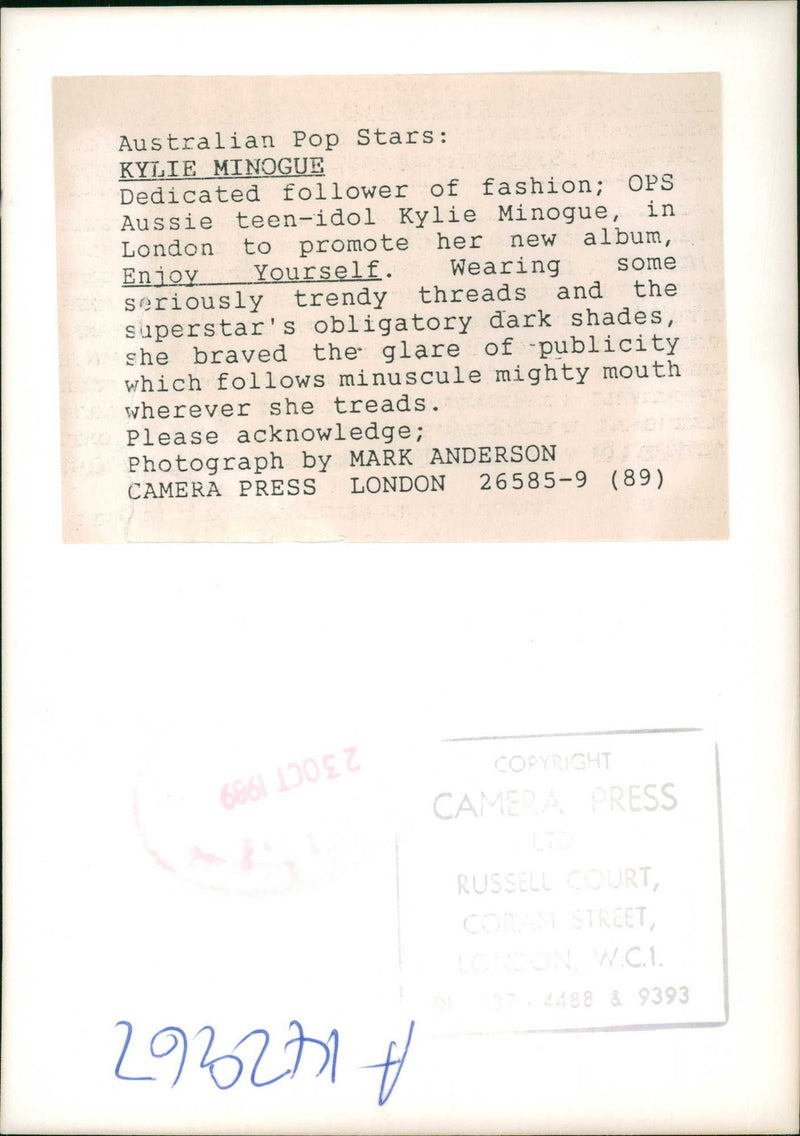 Australian Pop Stars:
KYLIE MINOGUE
Dedicated follower of fashion; OPS
Aussie teen-idol Kylie Minogue, in
London to promote her new album,
Enjoy Yourself. Wearing some
seriously trendy threads and the
superstar's obligatory dark shades,
she braved the glare of publicity
which follows minuscule mighty mouth
wherever she treads.
Please acknowledge;
Photograph by MARK ANDERSON
CAMERA PRESS LONDON 26585-9 (89)
23 OCT 1989
COPYRIGHT
CAMERA PRESS
LTD
RUSSELL COURT,
CORAM STREET,
LONDON, W.C.1.
4488 & 9393